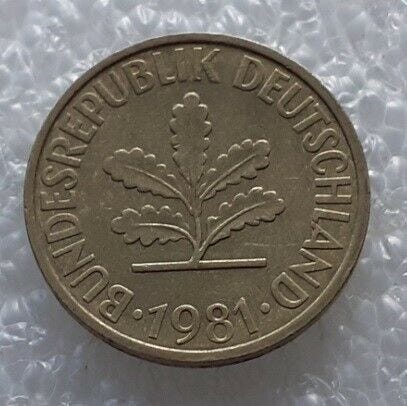 BUNDESREPUBLIK DEUTSCHLAND
· 1981 ·